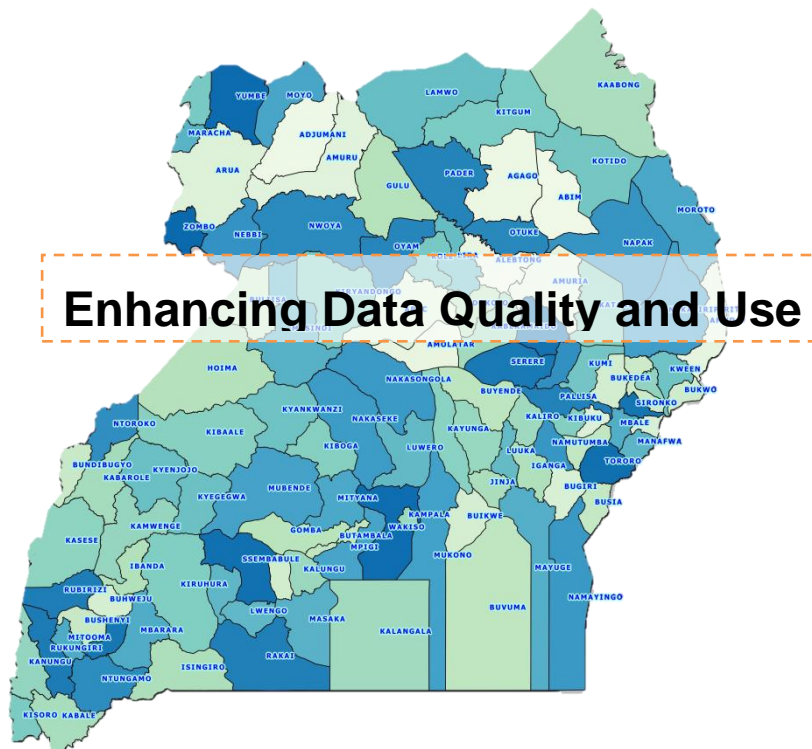 KAABONG
YUMBE
MOYO
LAMWO
KITGUM
MARACHA
ADJUMANI
AMURU
ARUA
GULU
PADER
AGAGO
KOTIDO
ABIM
MOROTO
ZOMBO
NEBBI
NWOYA
OYAM
OTUKE
NAPAK
ALEBTONG
AMURIA
Enhancing Data Quality and Use
AMOLATAR
HOIMA
SERERE
KUMI
NAKASONGOLA
BUYENDE
BUKEDEA
KWEEN
BUKWO
KYANKWANZI
NAKASEKE
PALLISA
SIRONKO
NTOROKO
KIBAALE
KAYUNGA
KALIRO
KIBUKU
MBALE
KIBOGA
LUWERO
LUUKA
NAMUTUMBA
MANAFWA
BUNDIBUGYO
KABAROLE
KYENJOJO
IGANGA
TORORO
KYEGEGWA
MUBENDE
MITYANA
JINJA
BUGIRI
BUSIA
KAMWENGE
KAMPALA
WAKISO
BUIKWE
GOMBA
BUTAMBALA
MPIGI
MUKONO
KASESE
IBANDA
SSEMBABULE
KALUNGU
MAYUGE
RUBIRIZI
BUHWEJU
KIRUHURA
NAMAYINGO
BUSHENYI
LWENGO
MASAKA
BUVUMA
MITOOMA
MBARARA
KALANGALA
RUKUNGIRI
KANUNGU
RAKAI
ISINGIRO
NTUNGAMO
KISORO
KABALE